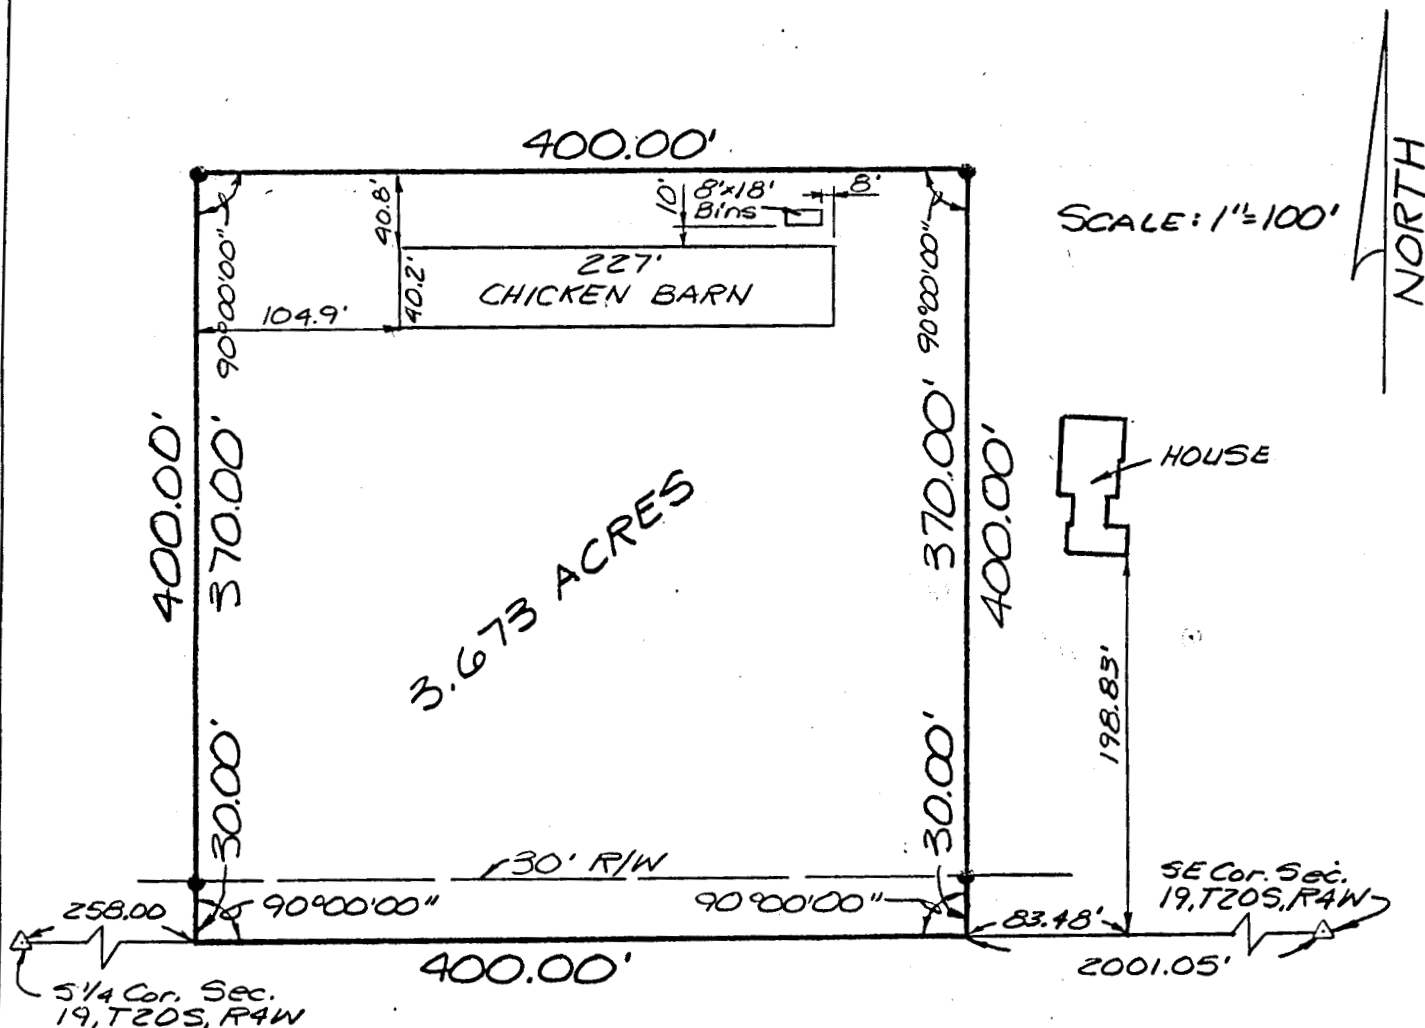 400.00'
NORTH
SCALE: 1"=100'
40.8'
10'
8'x18'
Bins
8'
90°00'00"
90°00'00"
227'
CHICKEN BARN
40.2'
104.9'
400.00'
370.00'
370.00'
400.00'
HOUSE
3.673 ACRES
198.83'
30.00'
30.00'
30' R/W
90°00'00"
90°00'00"
258.00
83.48'
SE Cor. Sec.
19, T20S, R4W
400.00'
2001.05'
S 1/4 Cor. Sec.
19, T20S, R4W